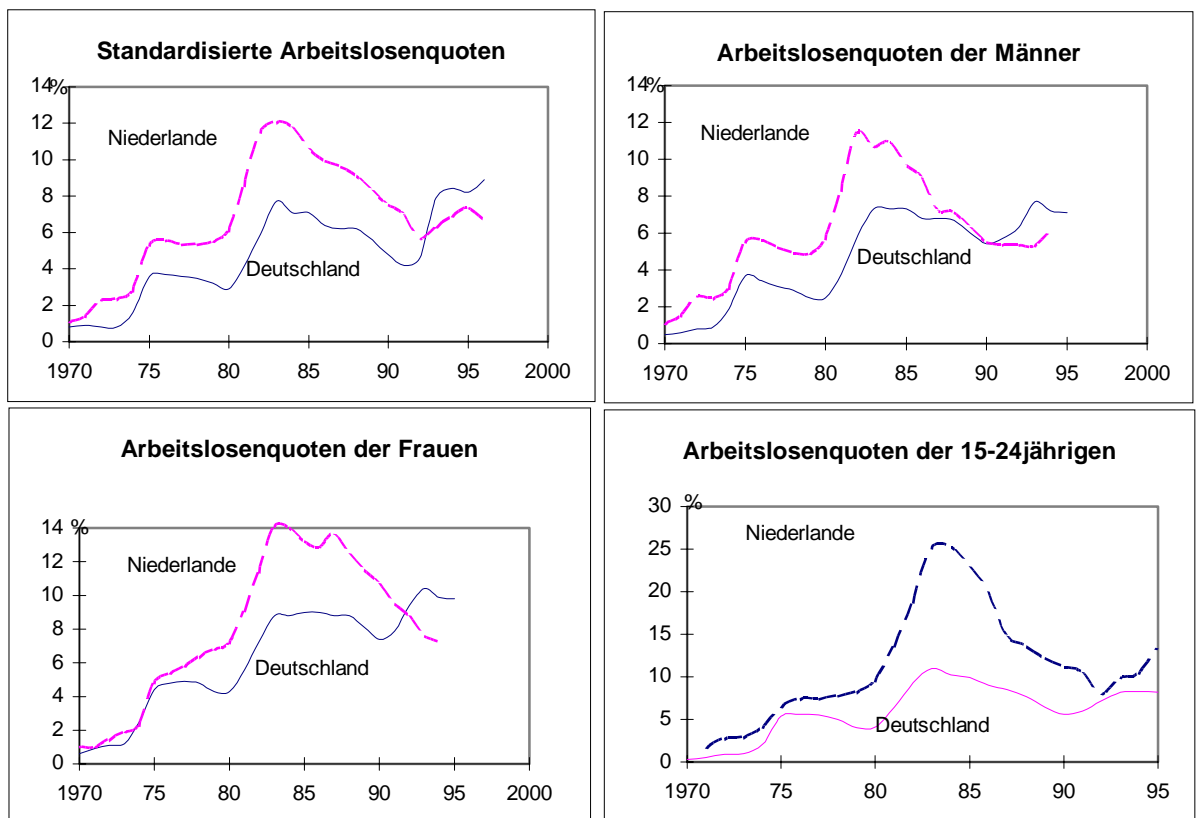 Standardisierte Arbeitslosenquoten
14%
12
10
8
6
4
2
0
Niederlande
Deutschland
1970 75 80 85 90 95 2000
Arbeitslosenquoten der Männer
14%
12
10
8
6
4
2
0
Niederlande
Deutschland
1970 75 80 85 90 95 2000
Arbeitslosenquoten der Frauen
14 %
12
10
8
6
4
2
0
Niederlande
Deutschland
1970 75 80 85 90 95 2000
Arbeitslosenquoten der 15-24jährigen
30 %
25
20
15
10
5
0
Niederlande
Deutschland
1970 75 80 85 90 95